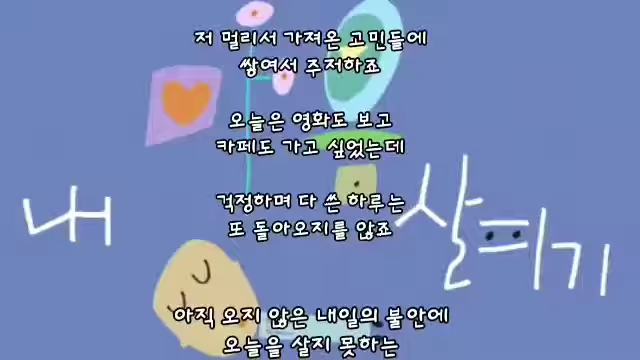 저 멀리서 가져온 고민들에
쌓여서 주저하죠
오늘은 영화도 보고
카페도 가고 싶었는데
걱정하며 다 쓴 하루는
또 돌아오지를 않죠
내 살피기
아직 오지 않은 내일의 불안에
오늘을 살지 못하는